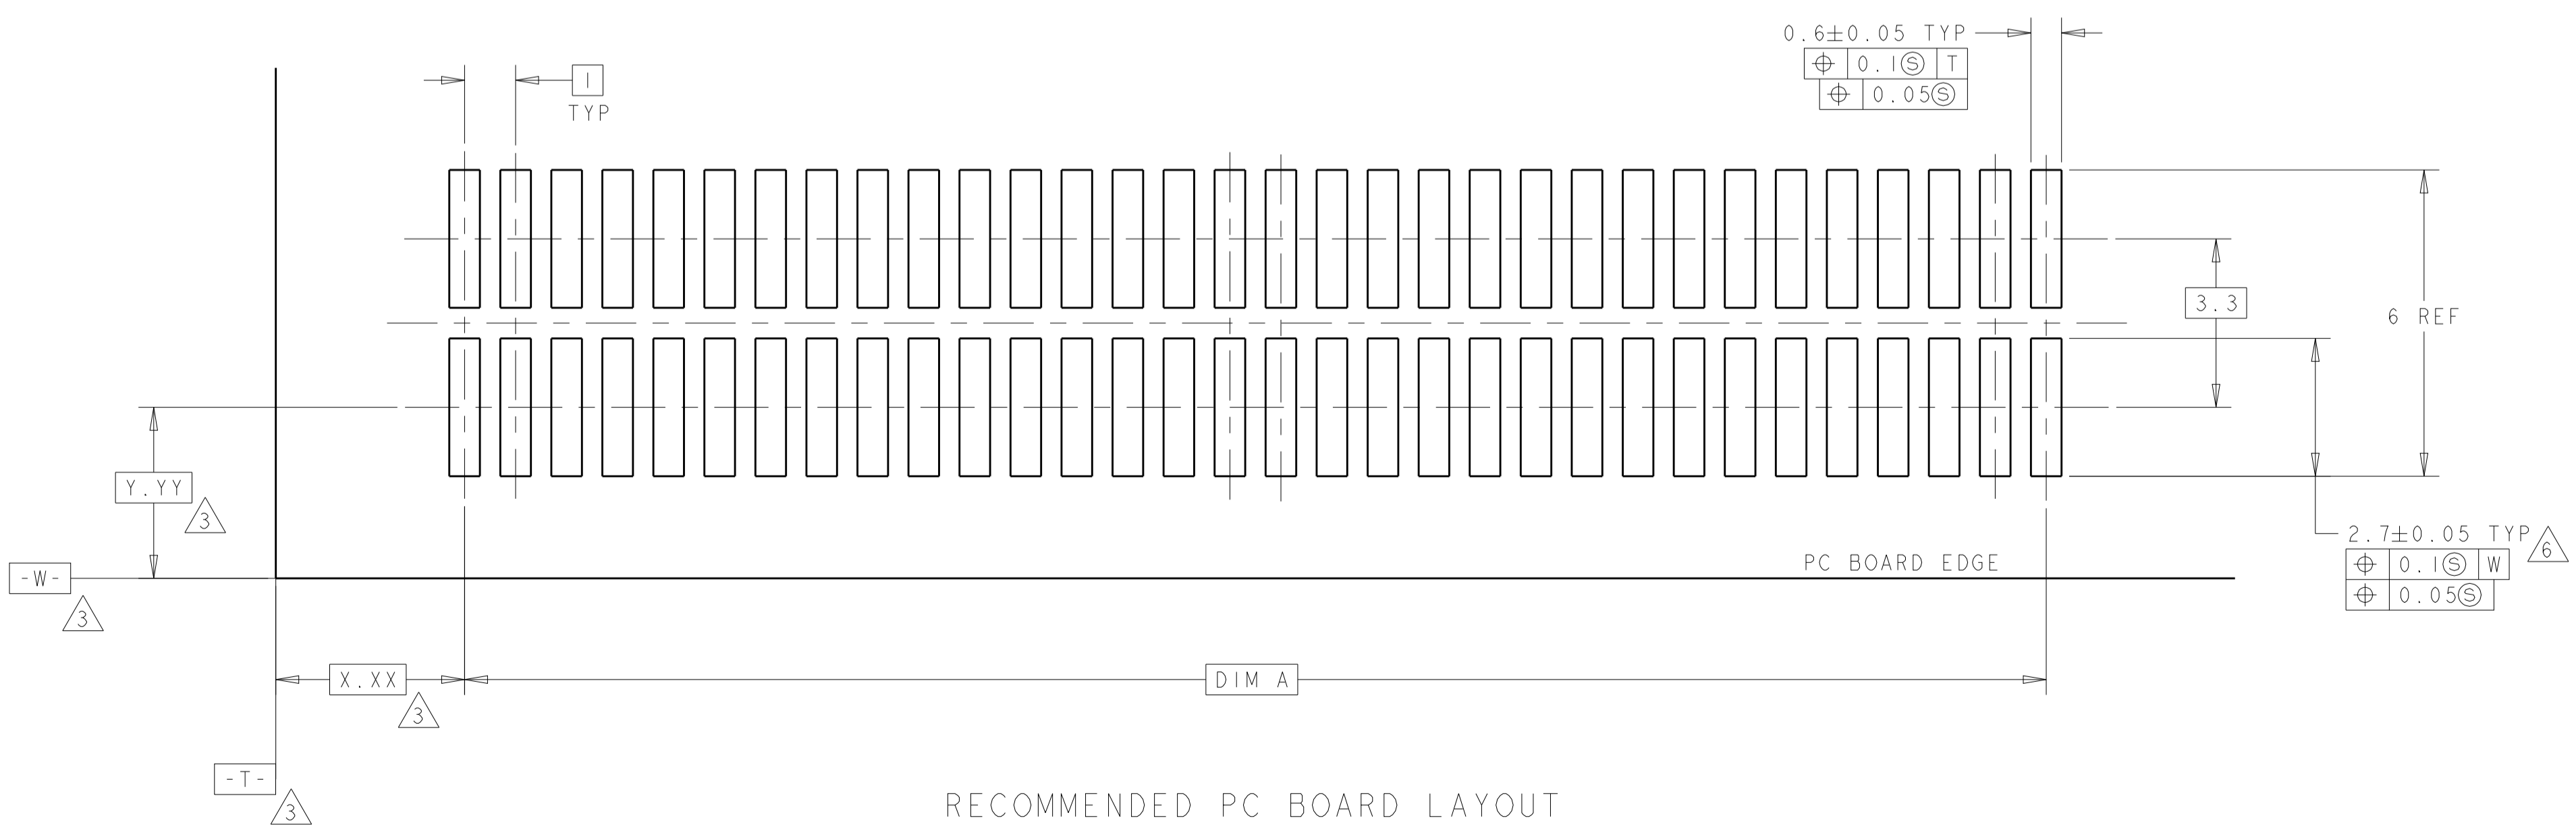 0.6±0.05 TYP
⌖ 0.1Ⓢ T
⌖ 0.05Ⓢ
1
TYP
3.3
6 REF
Y.YY
3
2.7±0.05 TYP
6
⌖ 0.1Ⓢ W
⌖ 0.05Ⓢ
PC BOARD EDGE
-W-
3
X.XX
3
DIM A
-T-
3
RECOMMENDED PC BOARD LAYOUT